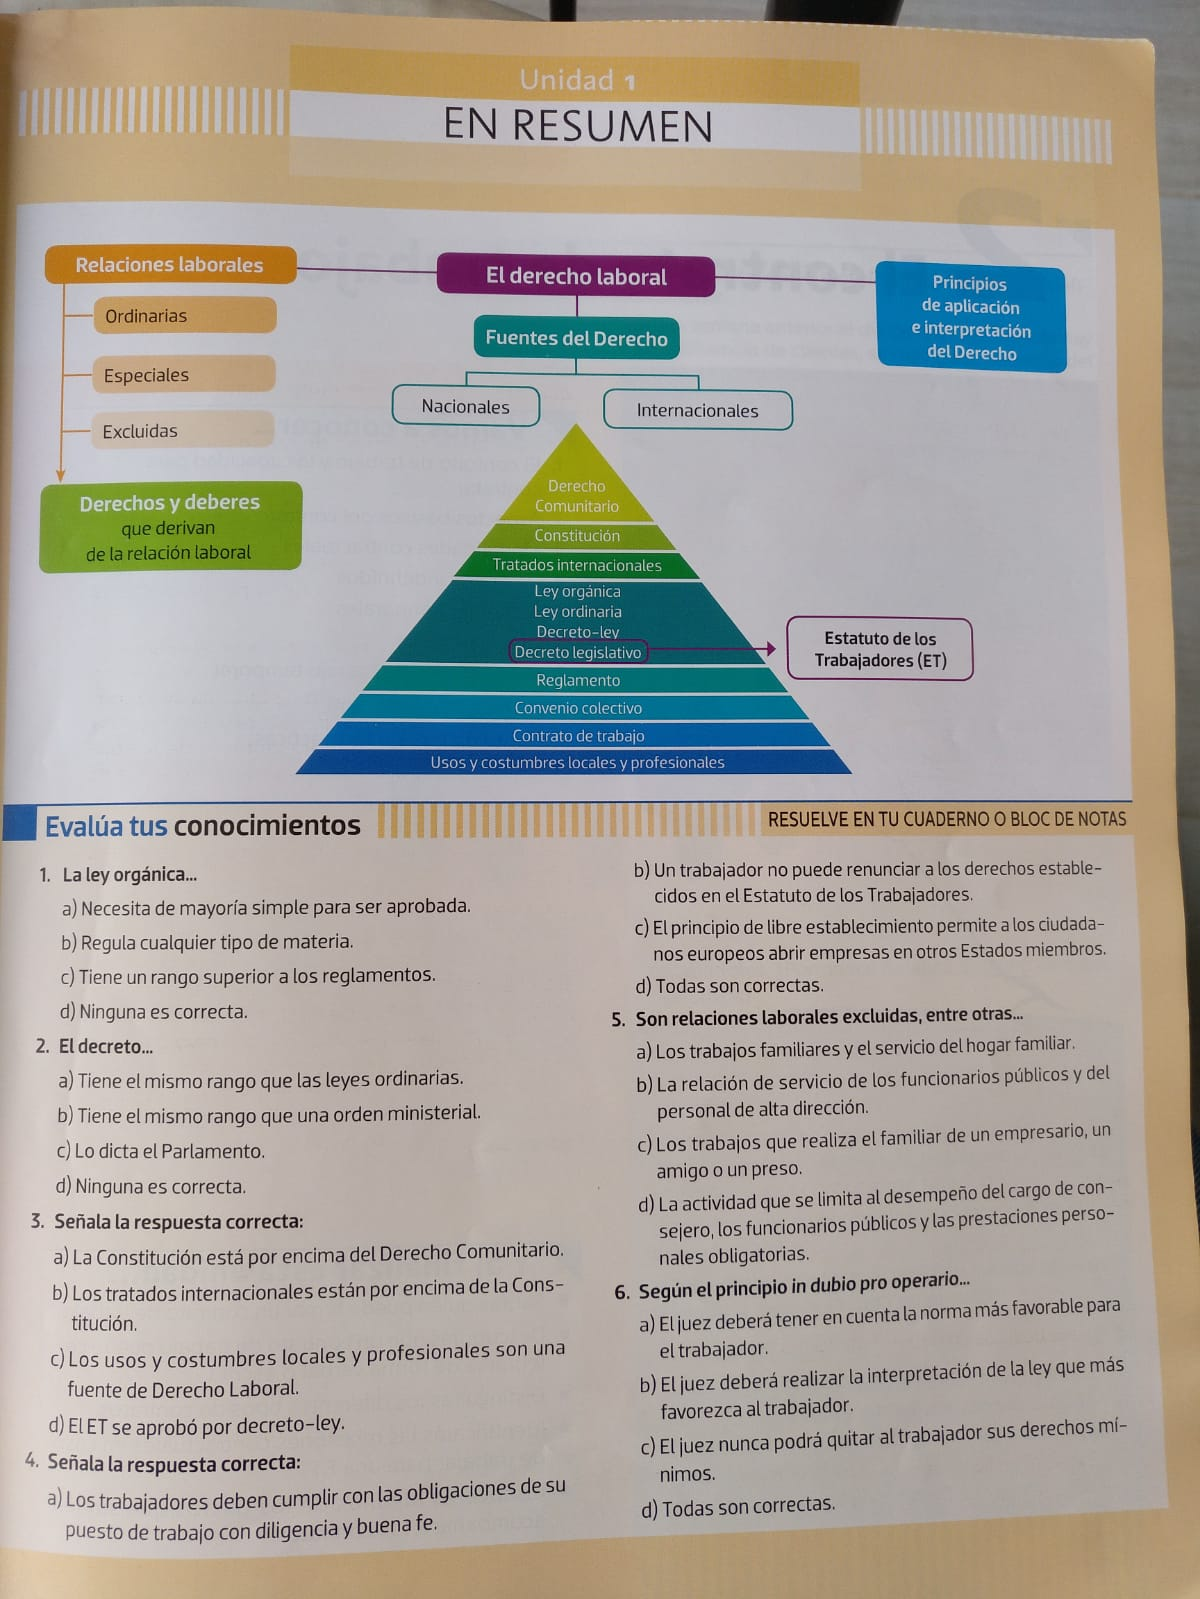 Unidad 1
EN RESUMEN
Relaciones laborales
Ordinarias
Especiales
Excluidas
Derechos y deberes
que derivan
de la relación laboral
El derecho laboral
Fuentes del Derecho
Nacionales
Internacionales
Principios
de aplicación
e interpretación
del Derecho
Derecho
Comunitario
Constitución
Tratados internacionales
Ley orgánica
Ley ordinaria
Decreto-ley
Decreto legislativo
Reglamento
Convenio colectivo
Contrato de trabajo
Usos y costumbres locales y profesionales
Estatuto de los
Trabajadores (ET)
Evalúa tus conocimientos
RESUELVE EN TU CUADERNO O BLOC DE NOTAS
1. La ley orgánica...
a) Necesita de mayoría simple para ser aprobada.
b) Regula cualquier tipo de materia.
c) Tiene un rango superior a los reglamentos.
d) Ninguna es correcta.
2. El decreto...
a) Tiene el mismo rango que las leyes ordinarias.
b) Tiene el mismo rango que una orden ministerial.
c) Lo dicta el Parlamento.
d) Ninguna es correcta.
3. Señala la respuesta correcta:
a) La Constitución está por encima del Derecho Comunitario.
b) Los tratados internacionales están por encima de la Cons-
titución.
c) Los usos y costumbres locales y profesionales son una
fuente de Derecho Laboral.
d) El ET se aprobó por decreto-ley.
4. Señala la respuesta correcta:
a) Los trabajadores deben cumplir con las obligaciones de su
puesto de trabajo con diligencia y buena fe.
b) Un trabajador no puede renunciar a los derechos estable-
cidos en el Estatuto de los Trabajadores.
c) El principio de libre establecimiento permite a los ciudada-
nos europeos abrir empresas en otros Estados miembros.
d) Todas son correctas.
5. Son relaciones laborales excluidas, entre otras...
a) Los trabajos familiares y el servicio del hogar familiar.
b) La relación de servicio de los funcionarios públicos y del
personal de alta dirección.
c) Los trabajos que realiza el familiar de un empresario, un
amigo o un preso.
d) La actividad que se limita al desempeño del cargo de con-
sejero, los funcionarios públicos y las prestaciones perso-
nales obligatorias.
6. Según el principio in dubio pro operario...
a) El juez deberá tener en cuenta la norma más favorable para
el trabajador.
b) El juez deberá realizar la interpretación de la ley que más
favorezca al trabajador.
c) El juez nunca podrá quitar al trabajador sus derechos mí-
nimos.
d) Todas son correctas.